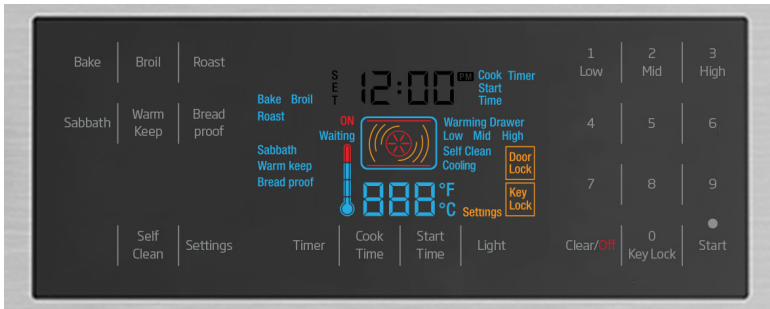 Bake Broil Roast
Sabbath Warm Keep Bread proof
Self Clean Settings
SET 12:00 PM Cook Timer
Start
Time
Bake Broil
Roast
Sabbath
Warm keep
Bread proof
ON
Waiting
Warming Drawer
Low Mid High
Self Clean
Cooling
Door Lock
Key Lock
888 °F
°C
Settings
Timer Cook Time Start Time Light
1 Low 2 Mid 3 High
4 5 6
7 8 9
Clear/Off 0 Key Lock Start